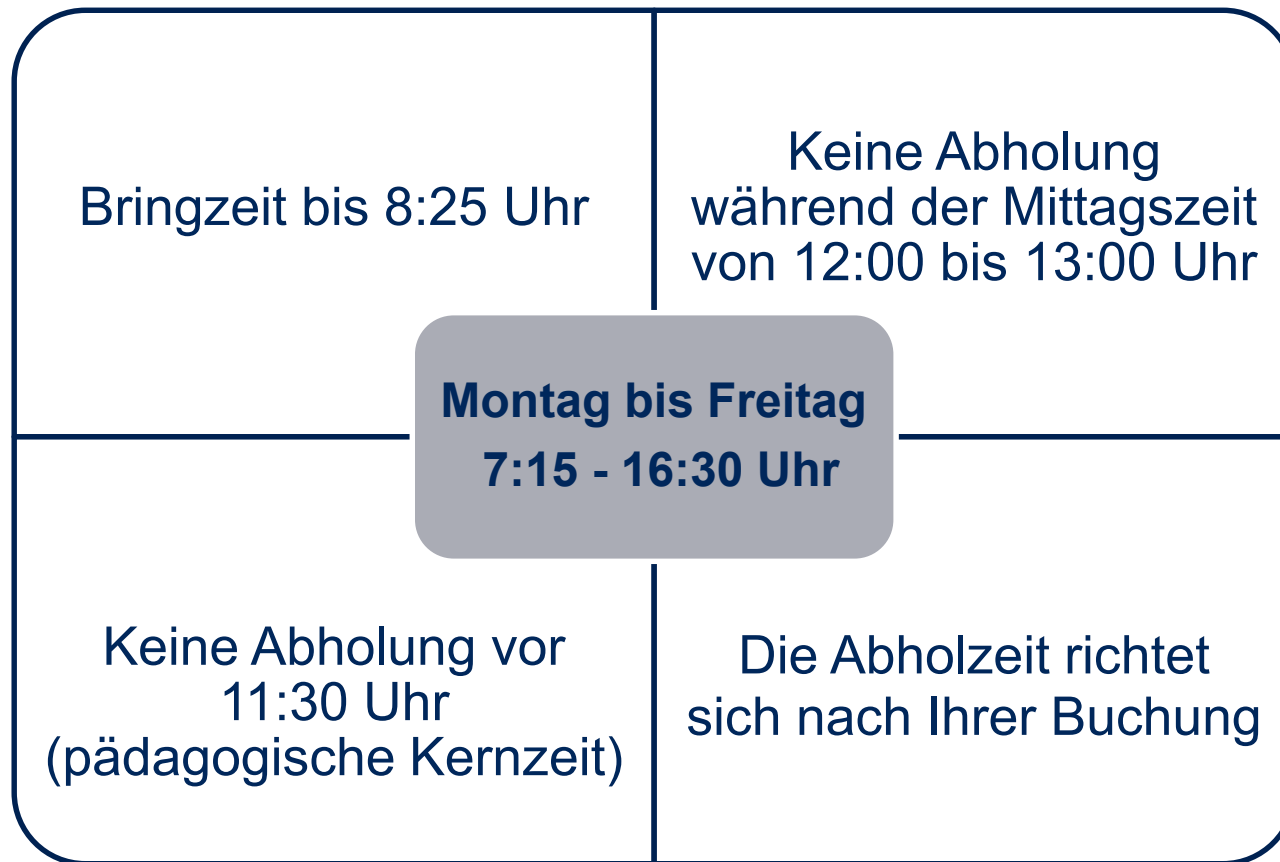 Bringzeit bis 8:25 Uhr
Keine Abholung
während der Mittagszeit
von 12:00 bis 13:00 Uhr
Montag bis Freitag
7:15 - 16:30 Uhr
Keine Abholung vor
11:30 Uhr
(pädagogische Kernzeit)
Die Abholzeit richtet
sich nach Ihrer Buchung